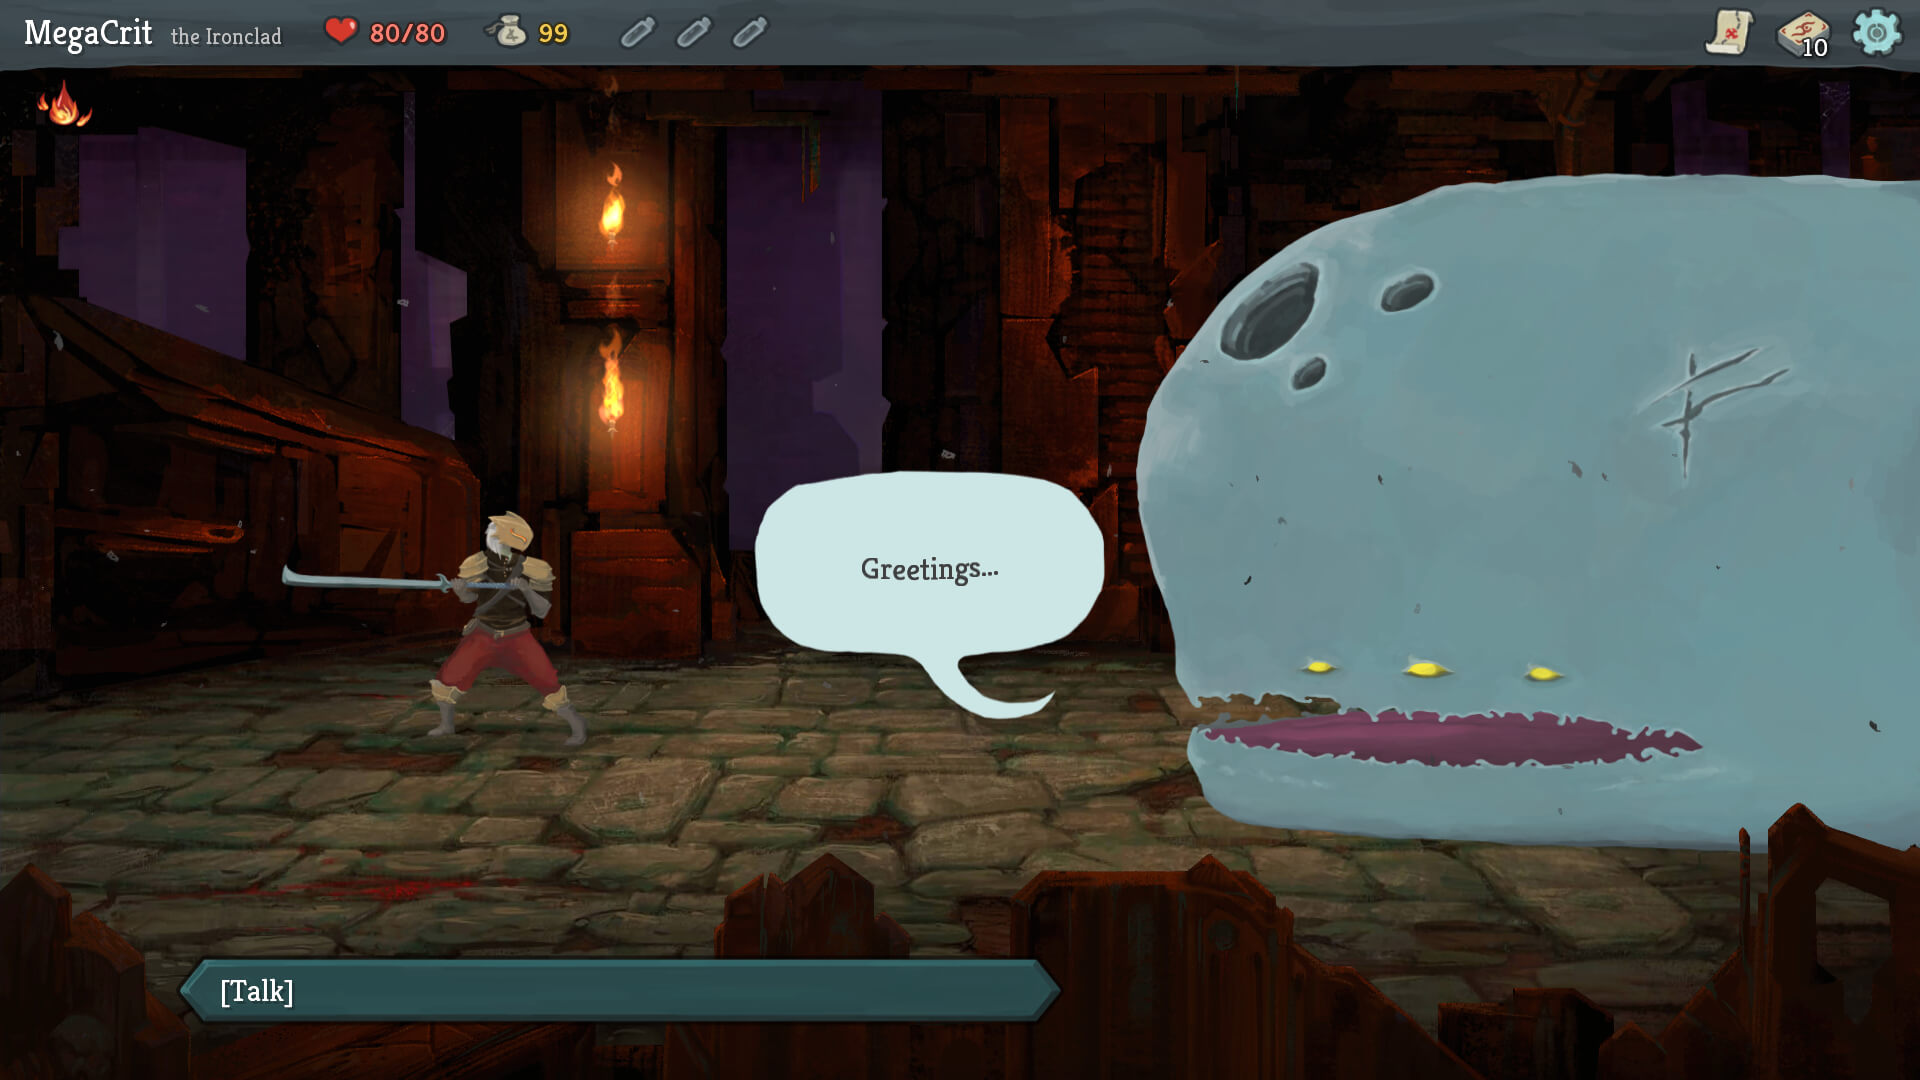 MegaCrit the Ironclad 80/80 99 10
Greetings...
[Talk]